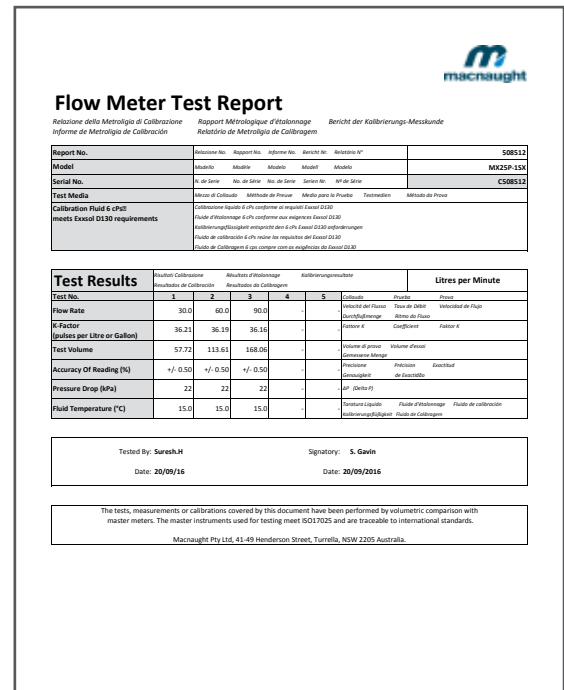 macnaught
Flow Meter Test Report
Relazione della Metroligia di Calibrazione Rapport Métrologique d'étalonnage Bericht der Kalibrierungs-Messkunde
Informe de Metroligia de Calibración Relatório de Metroligia de Calibragem
Report No. Relazione No. Rapport No. Informe No. Bericht Nr. Relatório N° 508512
Model Modello Modèle Modelo Modell Modelo MX25P-1SX
Serial No. N. de Serie No. de Série No. de Serie Serien Nr. Nº de Série C508512
Test Media Mezzo di Collaudo Méthode de Preuve Medio para la Prueba Testmedien Método da Prova
Calibration Fluid 6 cPs
meets Exxsol D130 requirements
Calibrazione liquido 6 cPs conforme ai requisiti Exxsol D130
Fluide d'étalonnage 6 cPs conforme aux exigences Exxsol D130
Kalibrierungsflüssigkeit entspricht den 6 cPs Exxsol D130 anforderungen
Fluido de calibración 6 cPs reúne los requisitos del Exxsol D130
Fluido de Calibragem 6 cps compre com as exigências da Exxsol D130
Test Results Risultati Calibrazione Résultats d'étalonnage Kalibrierungsresultate Litres per Minute
Resultados de Calibración Resultados da Calibragem
Test No. 1 2 3 4 5 Collaudo Prueba Prova
Flow Rate 30.0 60.0 90.0 - - Velocitá del Flusso Taux de Débit Velocidad de Flujo
Durchflußmenge Ritmo do Fluxo
K-Factor
(pulses per Litre or Gallon) 36.21 36.19 36.16 - - Fattore K Coefficient Faktor K
Test Volume 57.72 113.61 168.06 - - Volume di prova Volume d'essai
Gemessene Menge
Accuracy Of Reading (%) +/- 0.50 +/- 0.50 +/- 0.50 - - Precisione Précision Exactitud
Genauigkeit de Exactidão
Pressure Drop (kPa) 22 22 22 - - ΔP (Delta P)
Fluid Temperature (°C) 15.0 15.0 15.0 - - Taratura Liquido Fluide d'étalonnage Fluido de calibración
Kalibrierungsflüßigkeit Fluido de Calibragem
Tested By: Suresh.H Signatory: S. Gavin
Date: 20/09/16 Date: 20/09/2016
The tests, measurements or calibrations covered by this document have been performed by volumetric comparison with
master meters. The master instruments used for testing meet ISO17025 and are traceable to international standards.
Macnaught Pty Ltd, 41-49 Henderson Street, Turrella, NSW 2205 Australia.